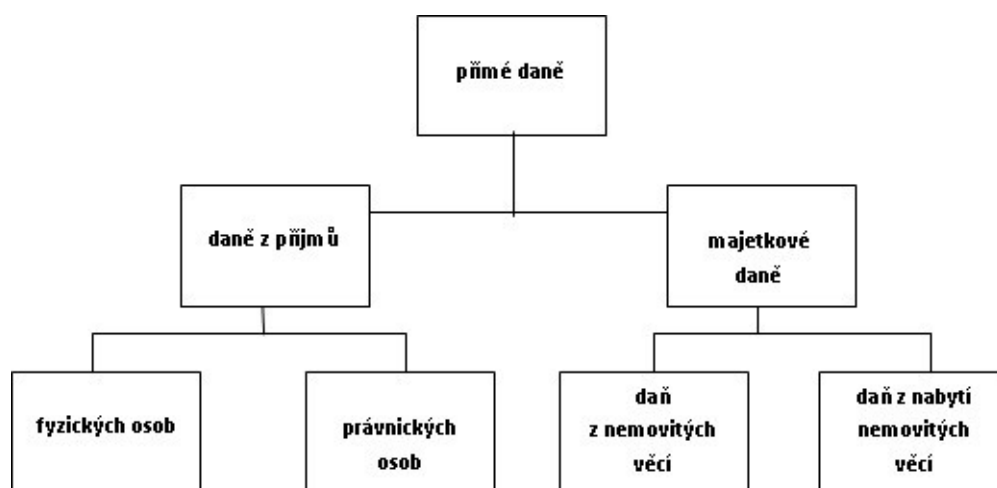 přímé daně
daně z příjmů
majetkové
daně
fyzických osob
právnických
osob
daň
z nemovitých
věcí
daň z nabytí
nemovitých
věcí